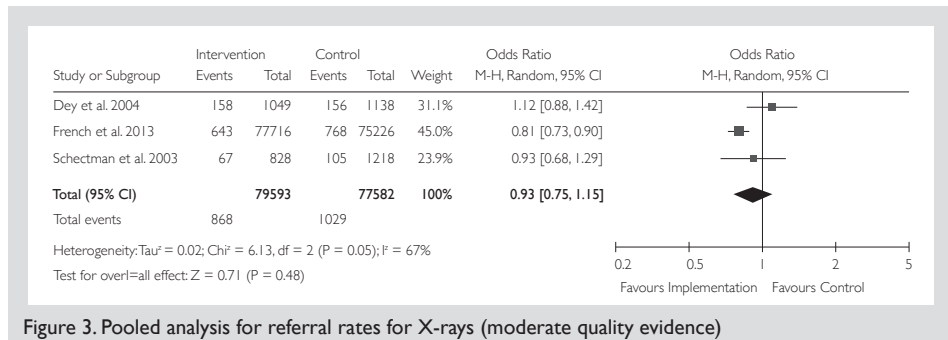 Intervention Control Odds Ratio Odds Ratio
Study or Subgroup Events Total Events Total Weight M-H, Random, 95% CI M-H, Random, 95% CI
Dey et al. 2004 158 1049 156 1138 31.1% 1.12 [0.88, 1.42]
French et al. 2013 643 77716 768 75226 45.0% 0.81 [0.73, 0.90]
Schectman et al. 2003 67 828 105 1218 23.9% 0.93 [0.68, 1.29]
Total (95% CI) 79593 77582 100% 0.93 [0.75, 1.15]
Total events 868 1029
Heterogeneity: Tau² = 0.02; Chi² = 6.13, df = 2 (P = 0.05); I² = 67%
Test for overl=all effect: Z = 0.71 (P = 0.48)
0.2 0.5 1 2 5
Favours Implementation Favours Control
Figure 3. Pooled analysis for referral rates for X-rays (moderate quality evidence)